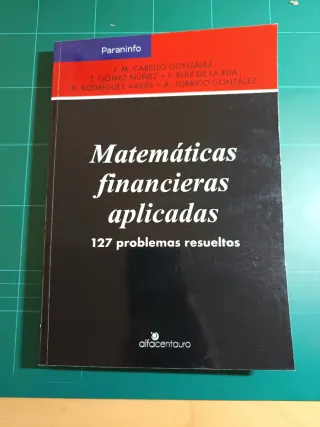 Paraninfo
J. M. CABELLO GONZÁLEZ
T. GÓMEZ NÚÑEZ • F. RUIZ DE LA RÚA
R. RODRÍGUEZ AVILÉS • A. TORRICO GONZÁLEZ
Matemáticas
financieras
aplicadas
127 problemas resueltos
alfacentauro